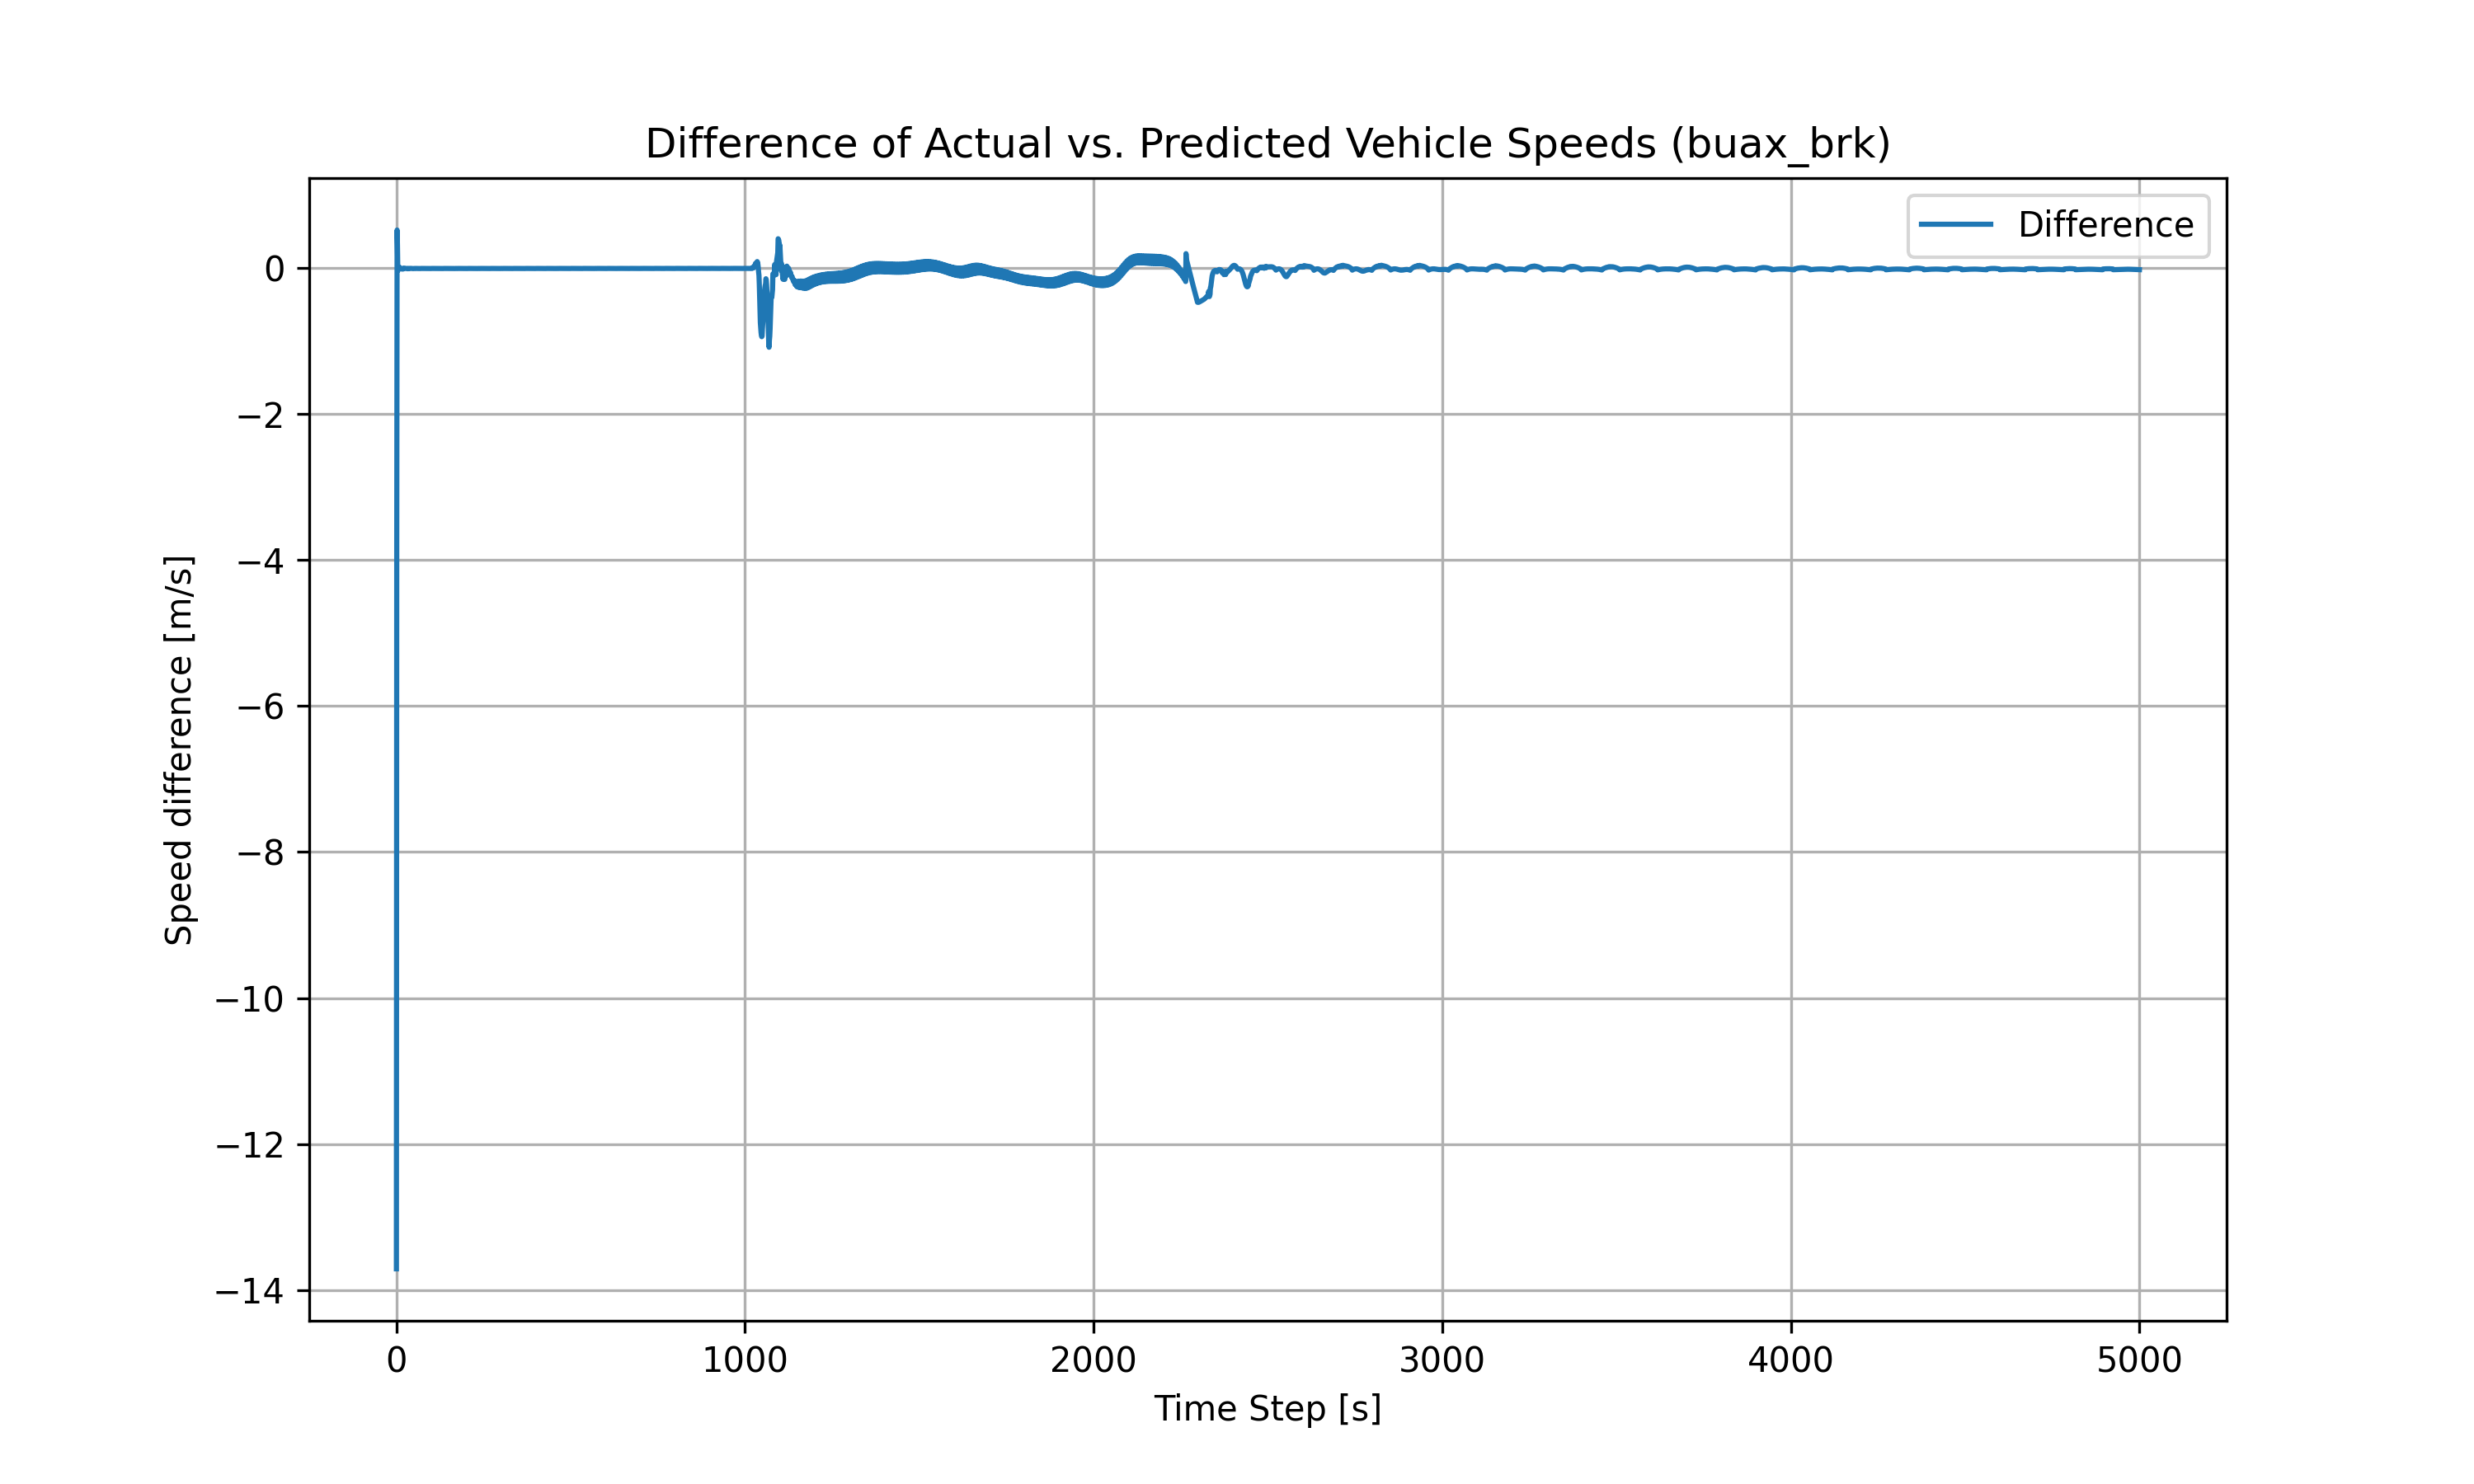 Difference of Actual vs. Predicted Vehicle Speeds (buax_brk)
Difference
0
−2
−4
−6
−8
−10
−12
−14
Speed difference [m/s]
0 1000 2000 3000 4000 5000
Time Step [s]